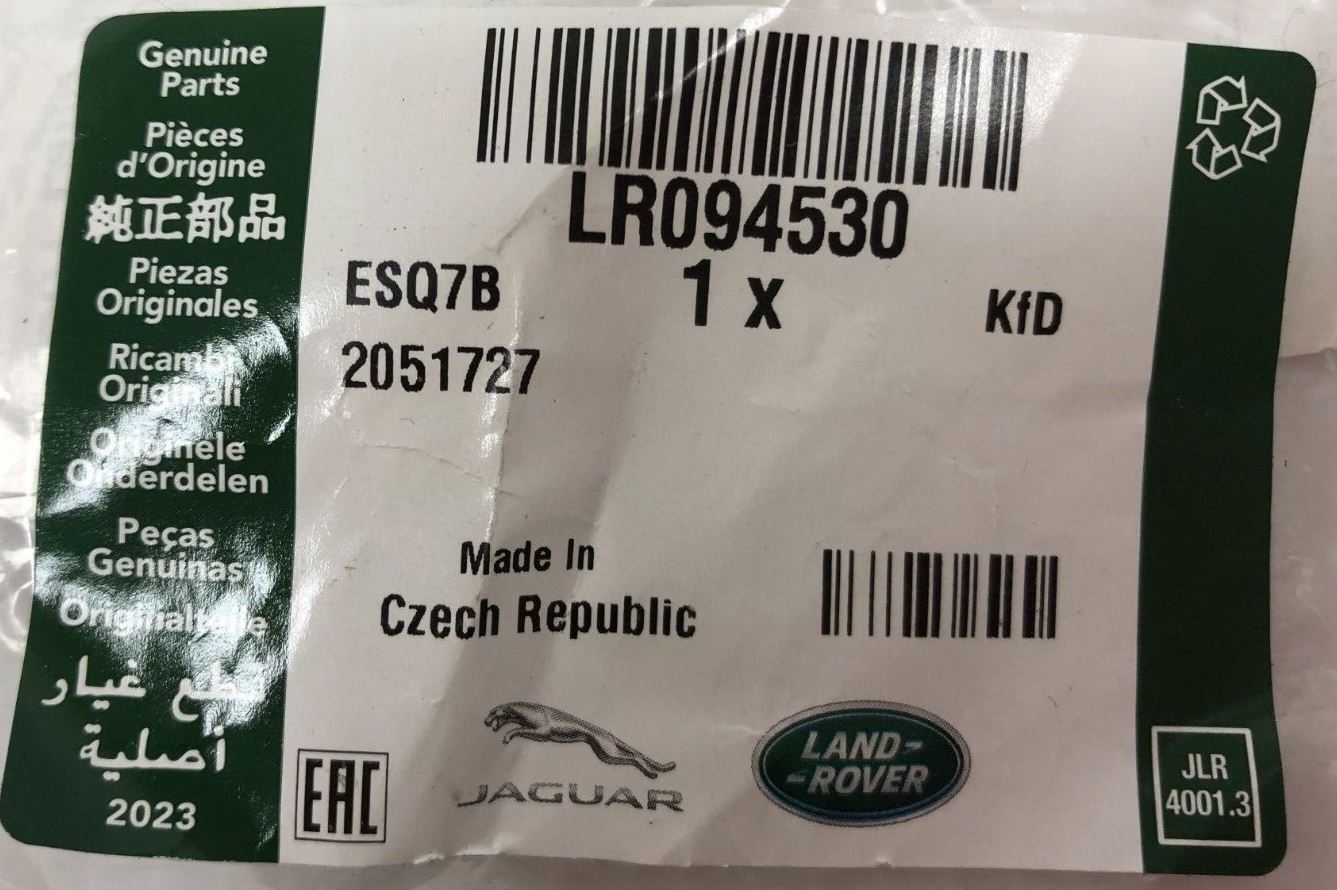 Genuine
Parts
Pièces
d'Origine
純正部品
Piezas
Originales
Ricambi
Originali
Originele
Onderdelen
Peças
Genuinas
Originalteile
قطع غيار
أصلية
2023
LR094530
ESQ7B
1 x
KfD
2051727
Made In
Czech Republic
EAC
JAGUAR
LAND-
-ROVER
JLR
4001.3